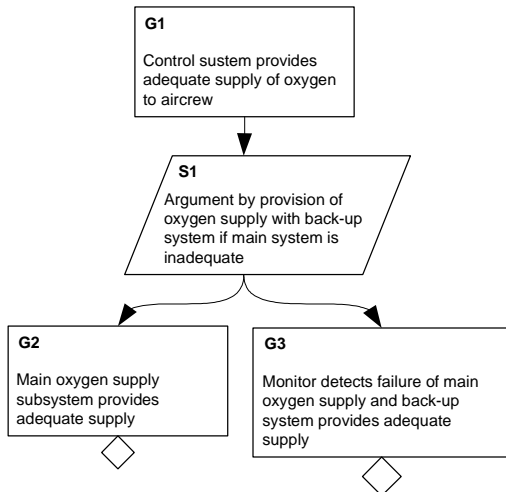 G1
Control sustem provides
adequate supply of oxygen
to aircrew
S1
Argument by provision of
oxygen supply with back-up
system if main system is
inadequate
G2
Main oxygen supply
subsystem provides
adequate supply
G3
Monitor detects failure of main
oxygen supply and back-up
system provides adequate
supply